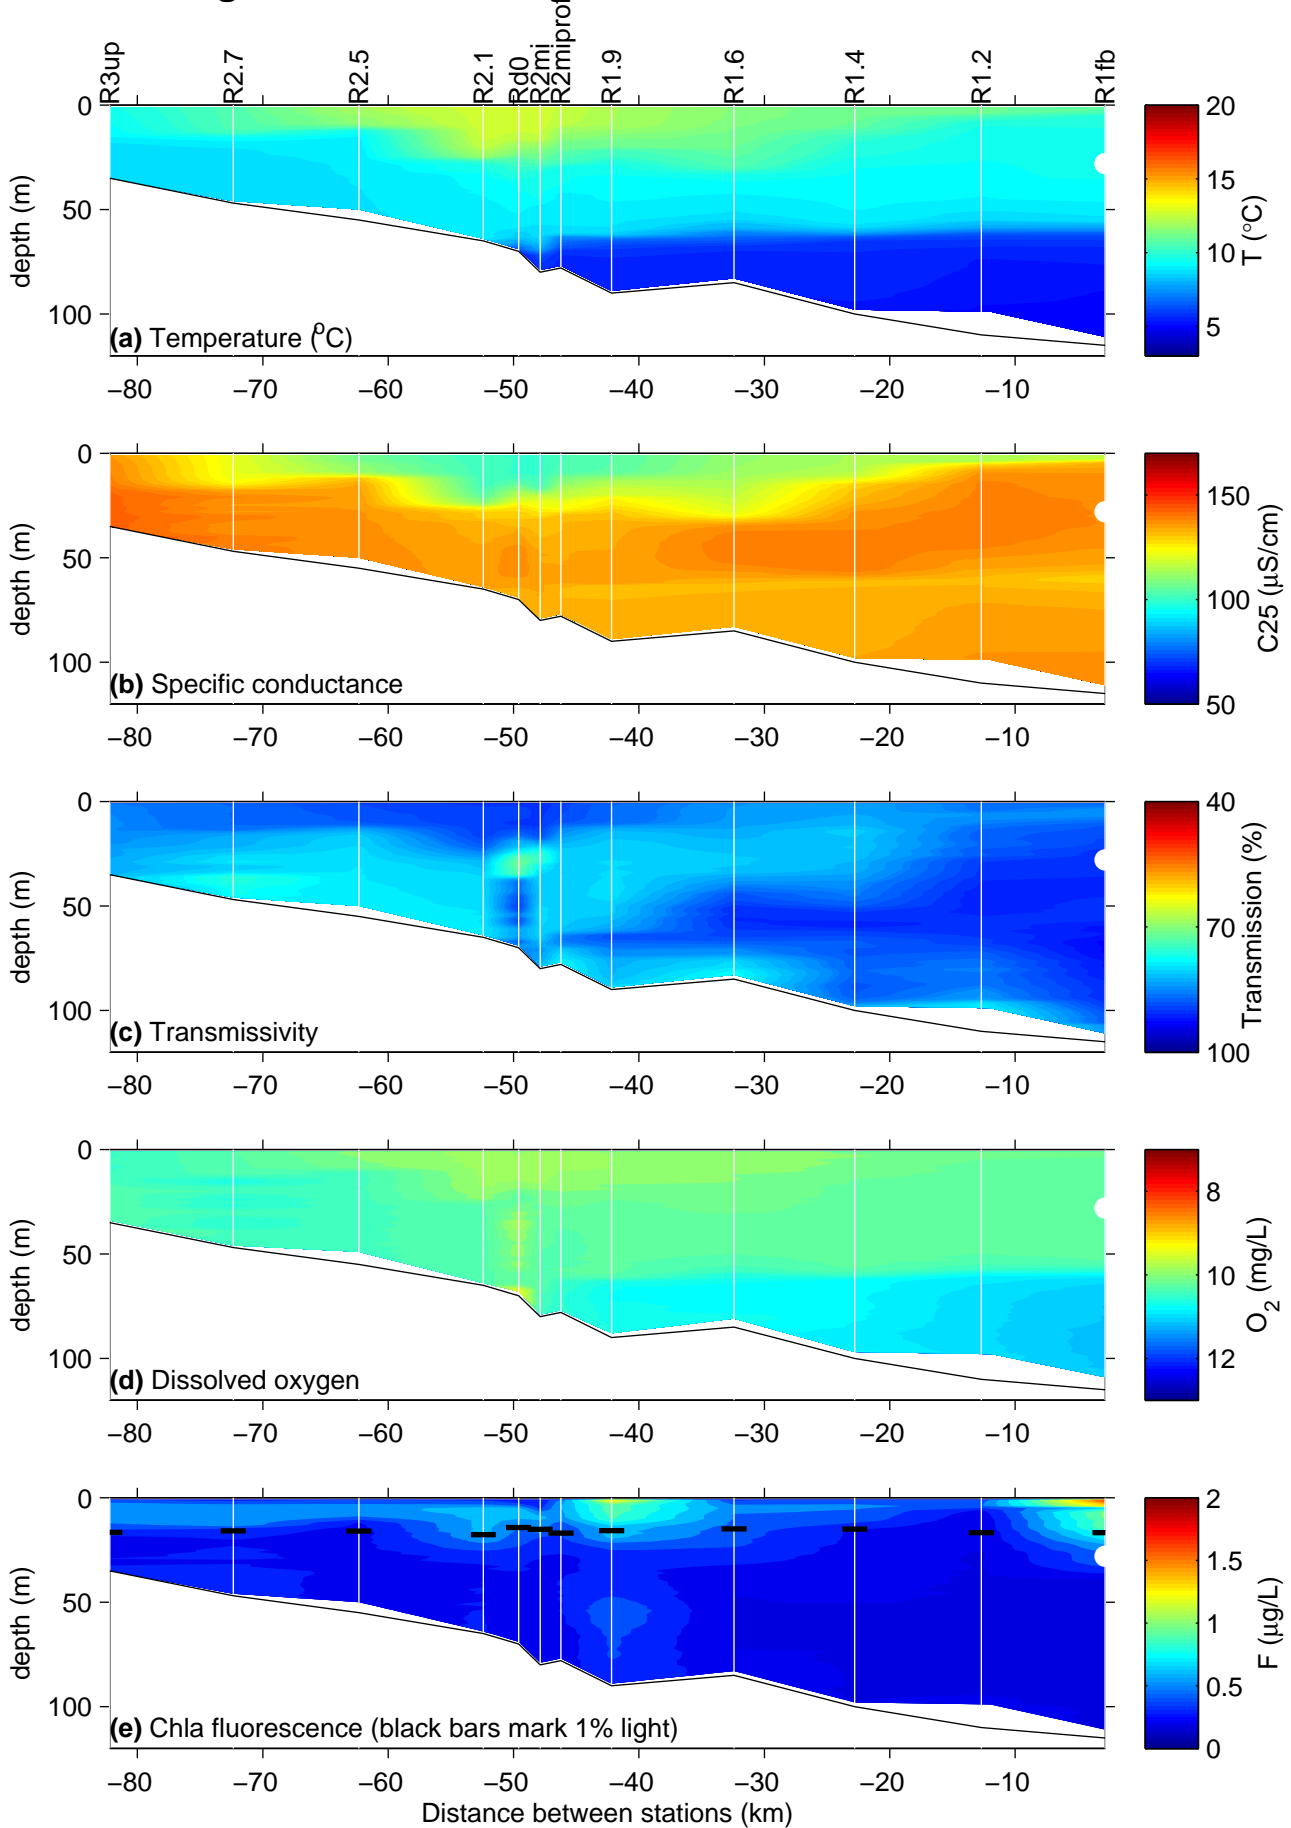 R3up R2.7 R2.5 R2.1 Rd0 R2mi R2miprof R1.9 R1.6 R1.4 R1.2 R1fb
0
50
100
depth (m)
(a) Temperature (ºC)
−80 −70 −60 −50 −40 −30 −20 −10
20
15
10
5
T (°C)
0
50
100
depth (m)
(b) Specific conductance
−80 −70 −60 −50 −40 −30 −20 −10
150
100
50
C25 (µS/cm)
0
50
100
depth (m)
(c) Transmissivity
−80 −70 −60 −50 −40 −30 −20 −10
40
70
100
Transmission (%)
0
50
100
depth (m)
(d) Dissolved oxygen
−80 −70 −60 −50 −40 −30 −20 −10
8
10
12
O2 (mg/L)
0
50
100
depth (m)
(e) Chla fluorescence (black bars mark 1% light)
−80 −70 −60 −50 −40 −30 −20 −10
Distance between stations (km)
2
1.5
1
0.5
0
F (µg/L)